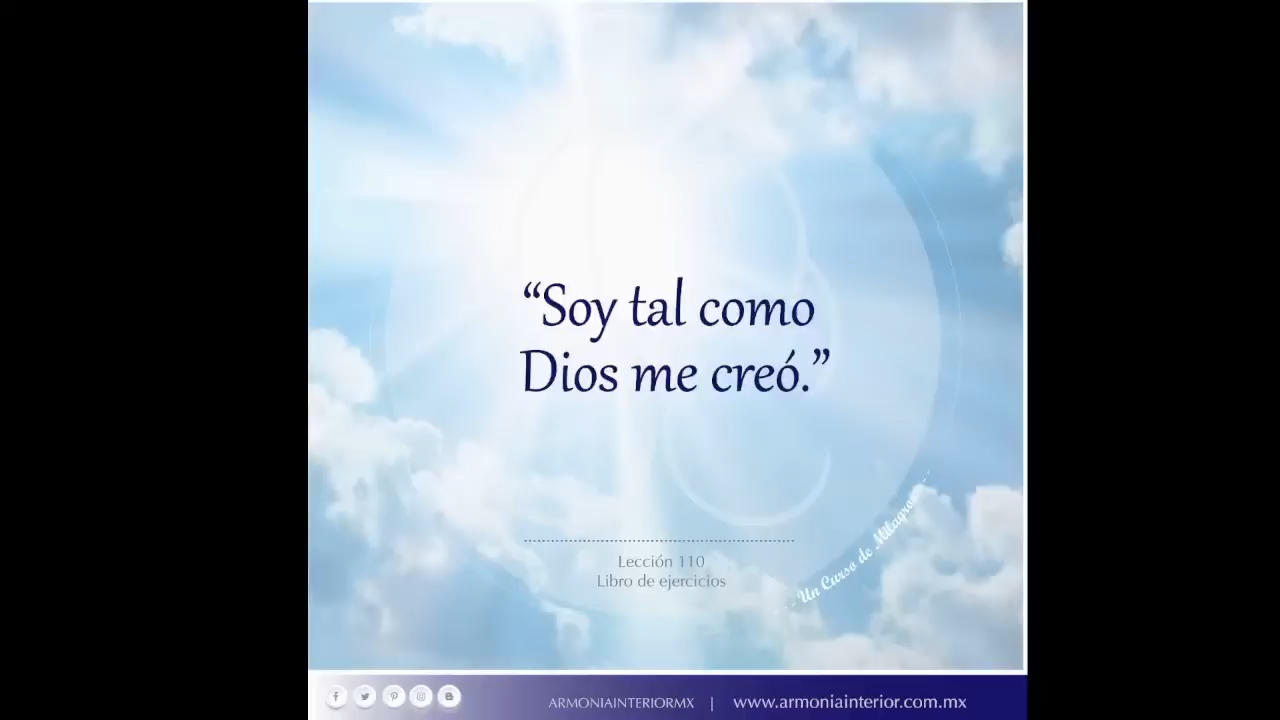 “Soy tal como
Dios me creó.”
Lección 110
Libro de ejercicios
Un Curso de Milagros
ARMONIAINTERIORMX | www.armoniainterior.com.mx